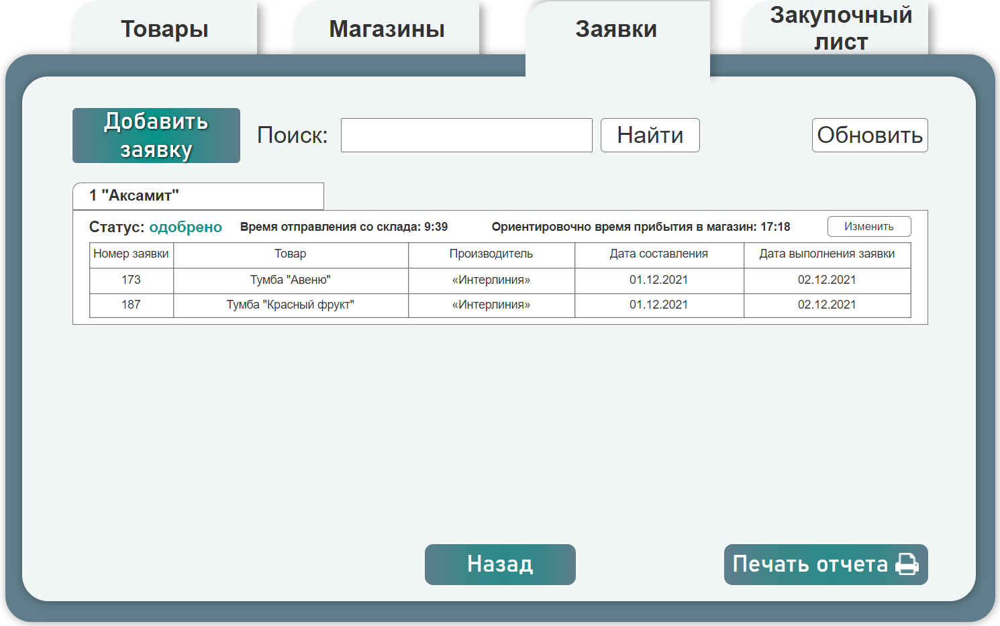 Товары
Магазины
Заявки
Закупочный
лист
Добавить
заявку
Поиск:
Найти
Обновить
1 "Аксамит"
Статус: одобрено Время отправления со склада: 9:39 Ориентировочно время прибытия в магазин: 17:18 Изменить
Номер заявки Товар Производитель Дата составления Дата выполнения заявки
173 Тумба "Авеню" «Интерлиния» 01.12.2021 02.12.2021
187 Тумба "Красный фрукт" «Интерлиния» 01.12.2021 02.12.2021
Назад
Печать отчета